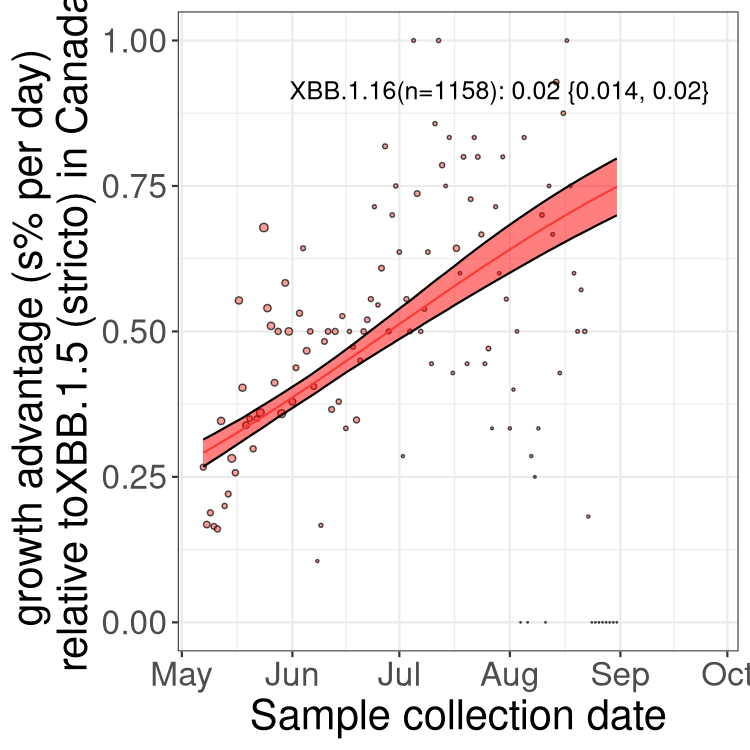 growth advantage (s% per day)
relative toXBB.1.5 (stricto) in Canada
1.00
0.75
0.50
0.25
0.00
XBB.1.16(n=1158): 0.02 {0.014, 0.02}
May Jun Jul Aug Sep Oct
Sample collection date